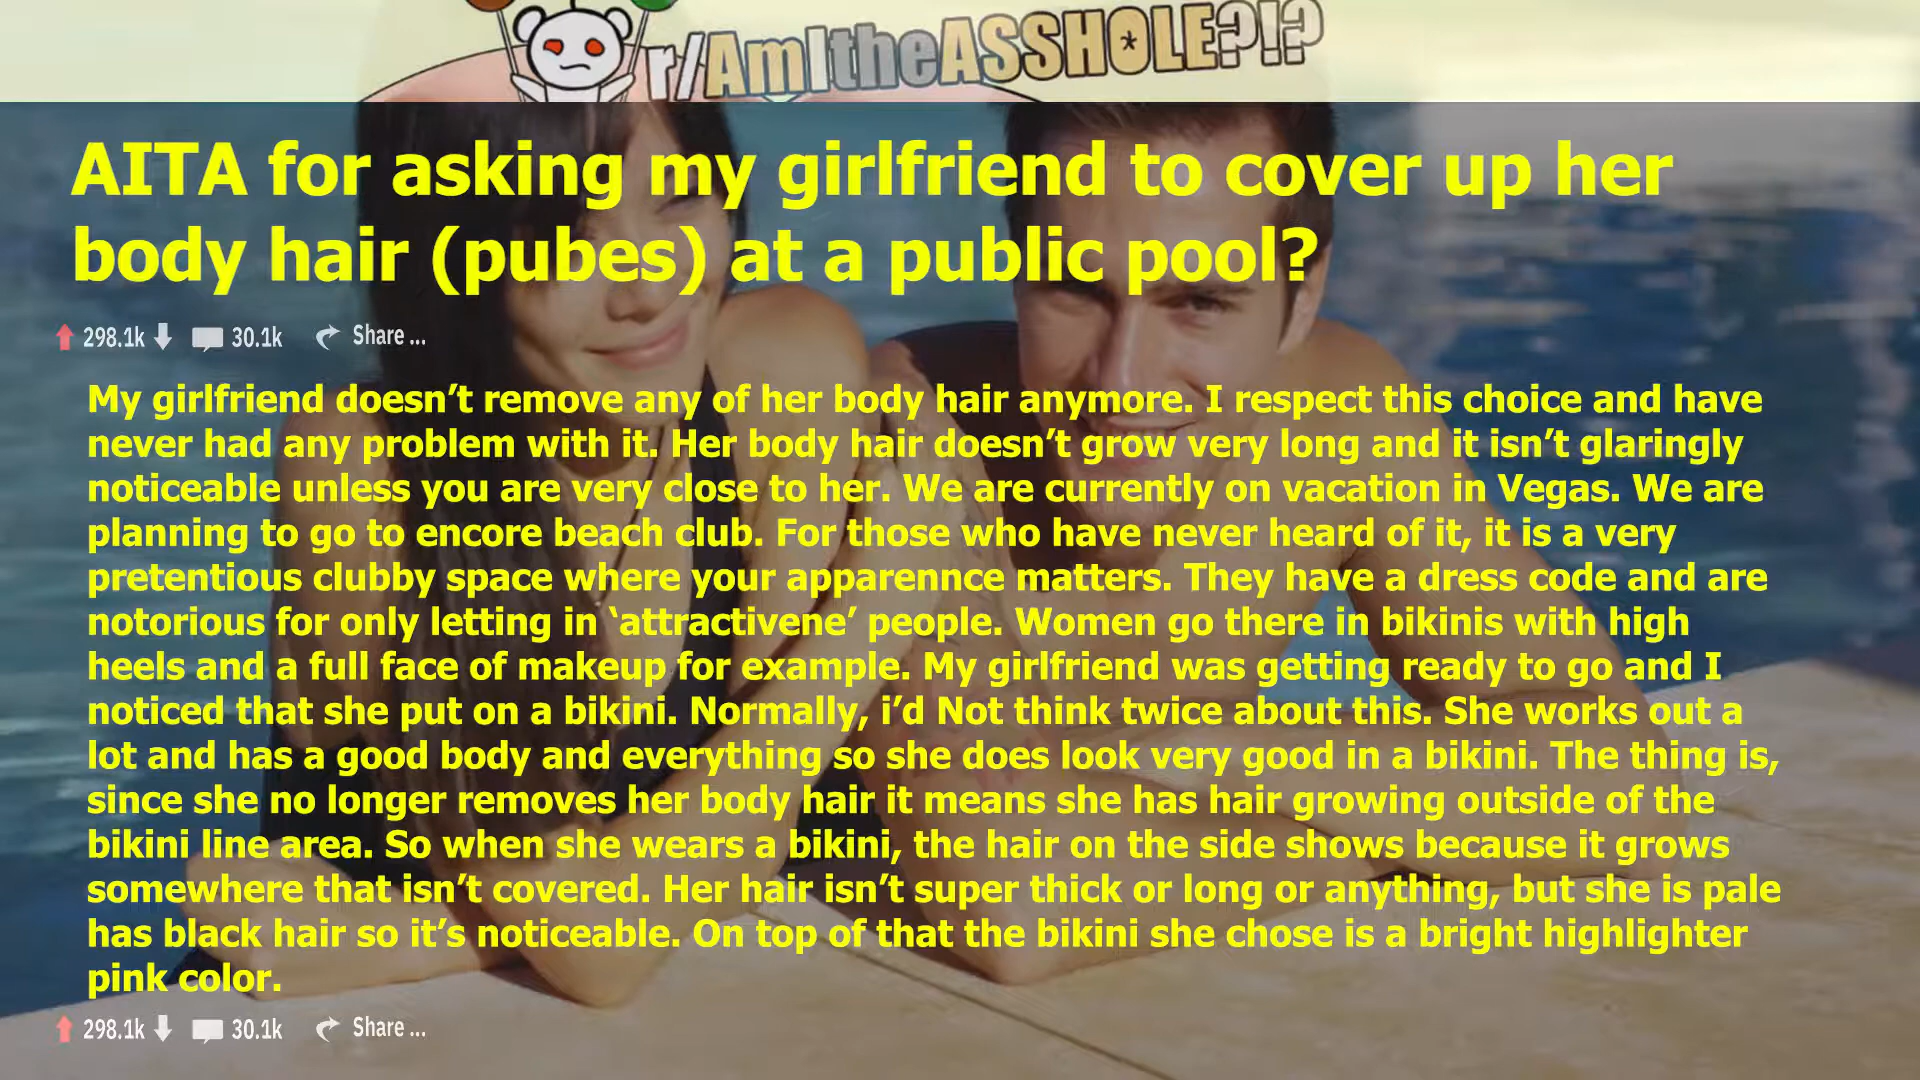 r/AmItheASSH*LE?!?
AITA for asking my girlfriend to cover up her
body hair (pubes) at a public pool?
298.1k 30.1k Share ...
My girlfriend doesn’t remove any of her body hair anymore. I respect this choice and have
never had any problem with it. Her body hair doesn’t grow very long and it isn’t glaringly
noticeable unless you are very close to her. We are currently on vacation in Vegas. We are
planning to go to encore beach club. For those who have never heard of it, it is a very
pretentious clubby space where your apparennce matters. They have a dress code and are
notorious for only letting in ‘attractivene’ people. Women go there in bikinis with high
heels and a full face of makeup for example. My girlfriend was getting ready to go and I
noticed that she put on a bikini. Normally, i’d Not think twice about this. She works out a
lot and has a good body and everything so she does look very good in a bikini. The thing is,
since she no longer removes her body hair it means she has hair growing outside of the
bikini line area. So when she wears a bikini, the hair on the side shows because it grows
somewhere that isn’t covered. Her hair isn’t super thick or long or anything, but she is pale
has black hair so it’s noticeable. On top of that the bikini she chose is a bright highlighter
pink color.
298.1k 30.1k Share ...